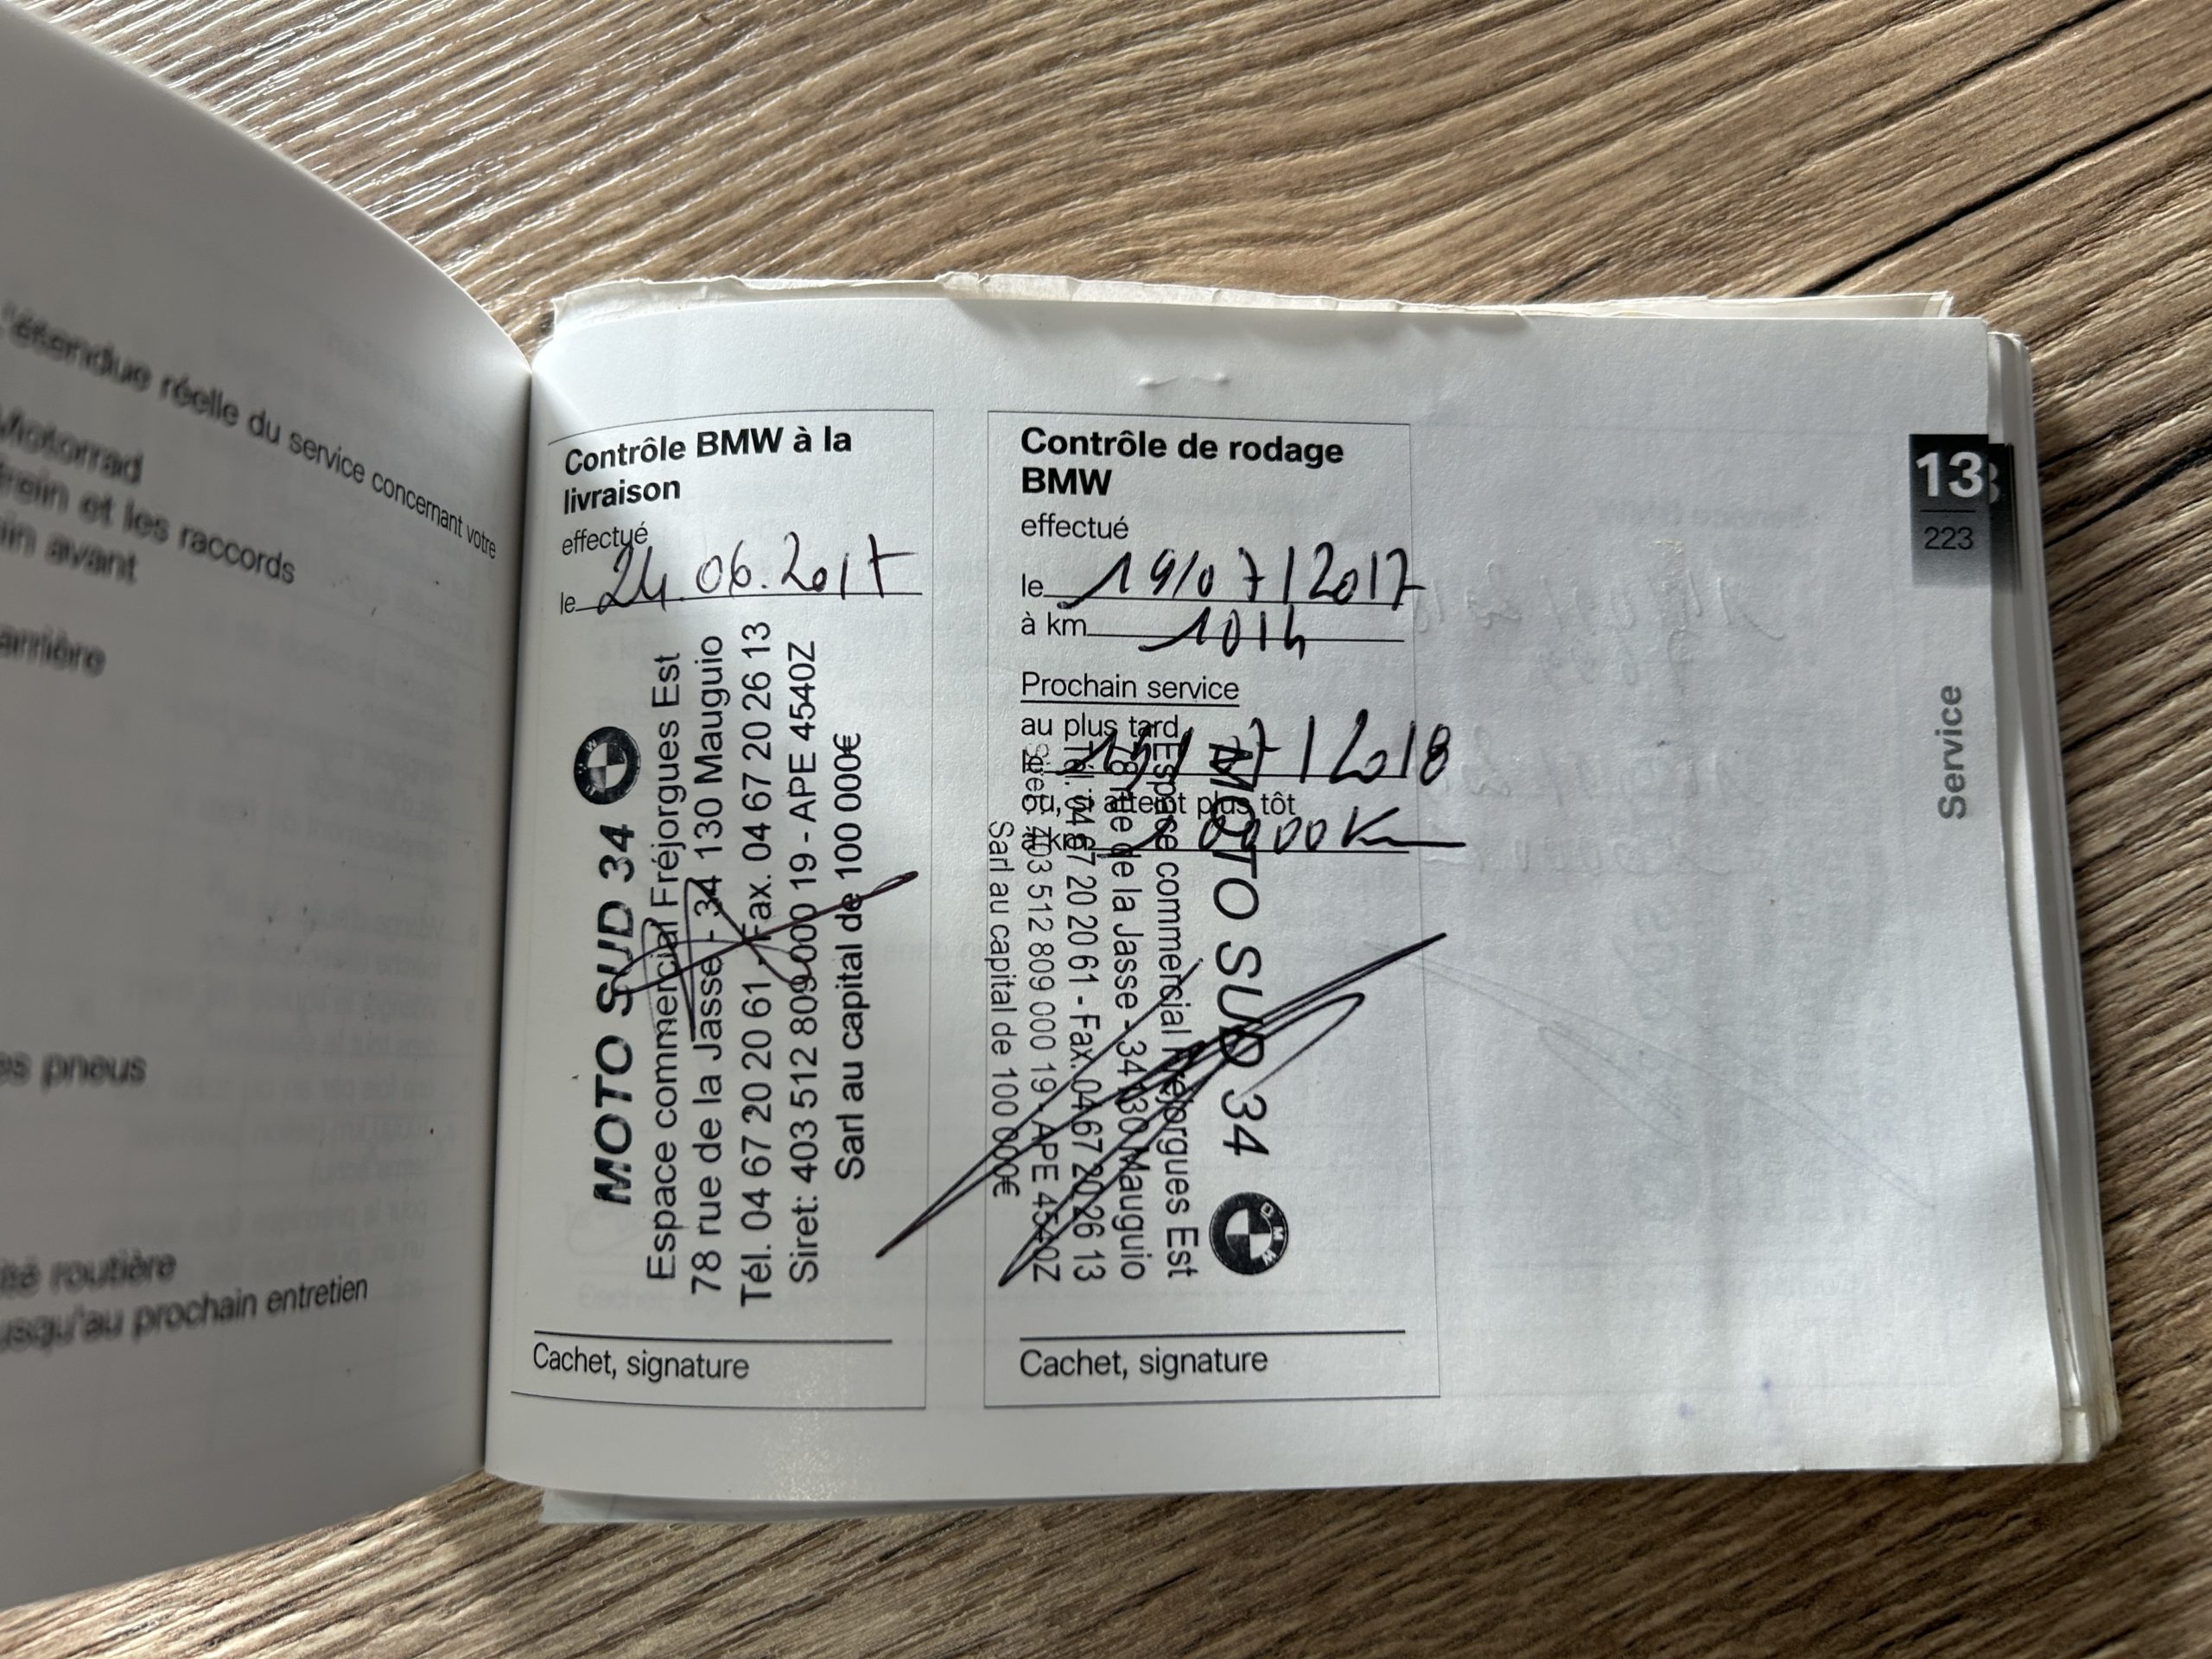 L'étendue réelle du service concernant votre
Motorrad
frein et les raccords
in avant
arrière
es pneus
ité routière
usqu'au prochain entretien
Contrôle BMW à la
livraison
effectué
le 24.06.2017
MOTO SUD 34
Espace commercial Fréjorgues Est
78 rue de la Jasse - 34 130 Mauguio
Tél. 04 67 20 20 61 - Fax. 04 67 20 26 13
Siret: 403 512 809 000 19 - APE 4540Z
Sarl au capital de 100 000€
Cachet, signature
Contrôle de rodage
BMW
effectué
le 19/07/2017
à km 1014
Prochain service
au plus tard
le 19/07/2018
ou, si atteint plus tôt
à km 10000 Km
MOTO SUD 34
BMW
Espace commercial Fréjorgues Est
78 rue de la Jasse - 34 130 Mauguio
Tél. 04 67 20 20 61 - Fax. 04 67 20 26 13
Siret: 403 512 809 000 19 - APE 4540Z
Sarl au capital de 100 000€
Cachet, signature
13
223
Service